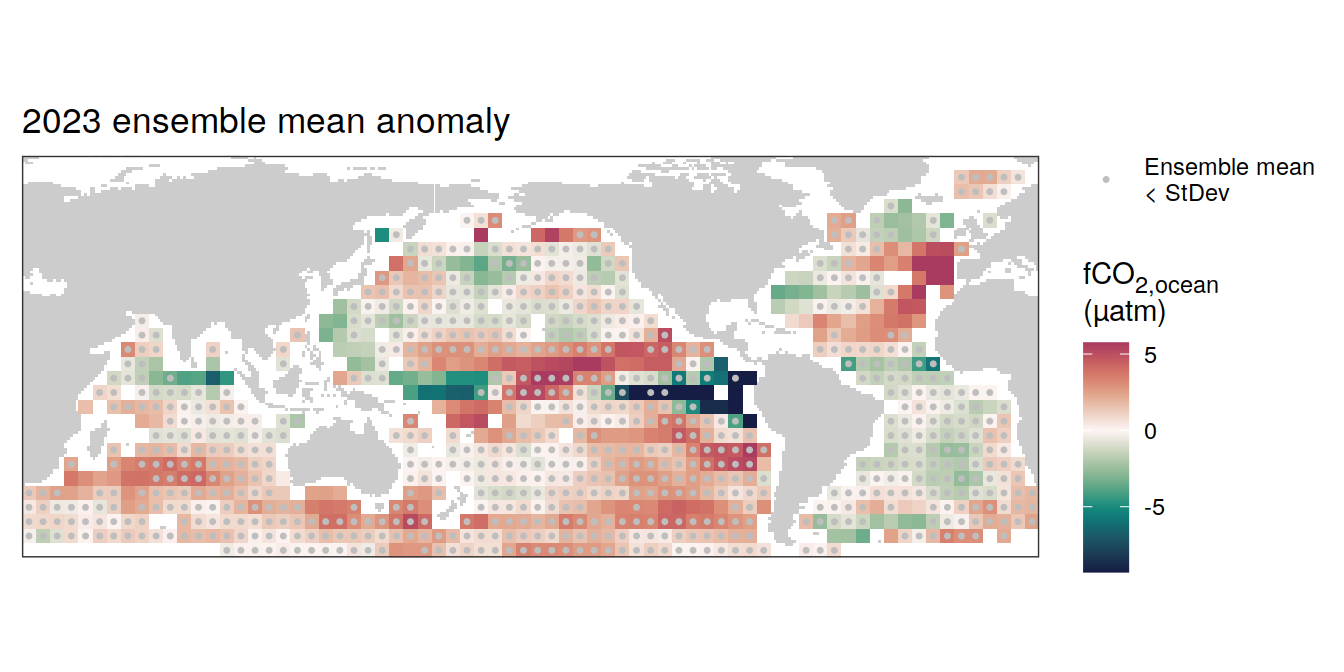 2023 ensemble mean anomaly
Ensemble mean
< StDev
fCO₂,ocean
(µatm)
5
0
-5